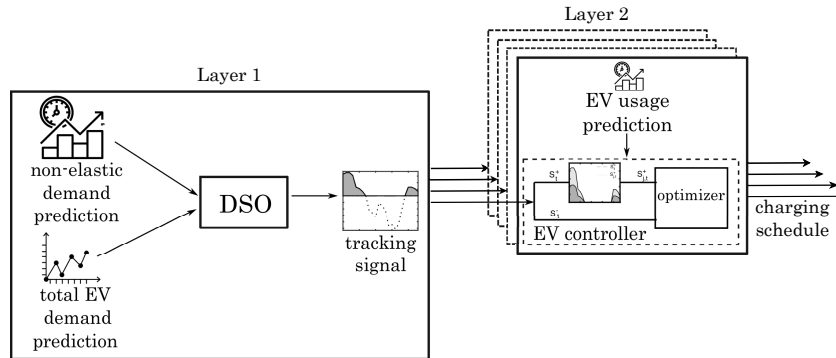 Layer 1
non-elastic
demand
prediction
total EV
demand
prediction
DSO
tracking
signal
Layer 2
EV usage
prediction
optimizer
EV controller
charging
schedule